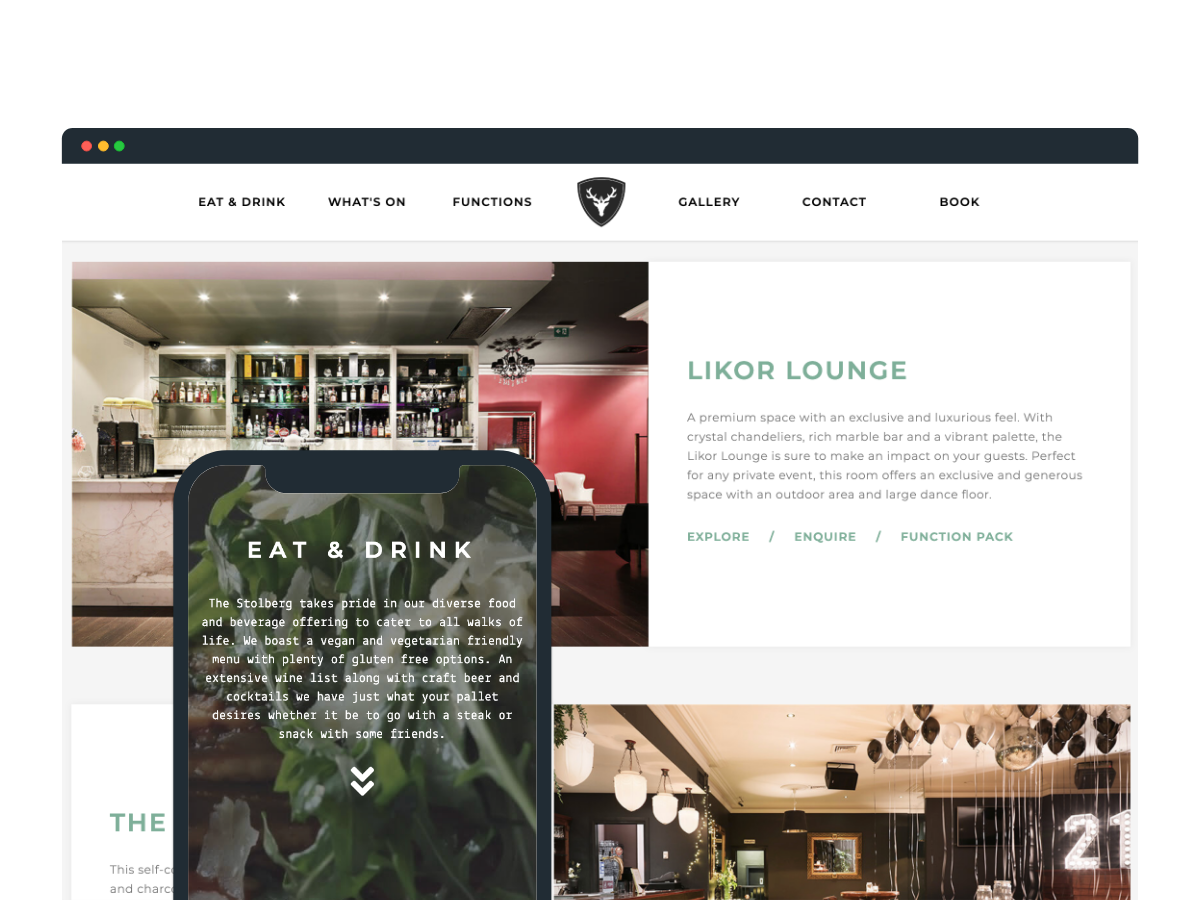 EAT & DRINK
WHAT'S ON
FUNCTIONS
GALLERY
CONTACT
BOOK
LIKOR LOUNGE
A premium space with an exclusive and luxurious feel. With
crystal chandeliers, rich marble bar and a vibrant palette, the
Likor Lounge is sure to make an impact on your guests. Perfect
for any private event, this room offers an exclusive and generous
space with an outdoor area and large dance floor.
EXPLORE / ENQUIRE / FUNCTION PACK
EAT & DRINK
The Stolberg takes pride in our diverse food
and beverage offering to cater to all walks of
life. We boast a vegan and vegetarian friendly
menu with plenty of gluten free options. An
extensive wine list along with craft beer and
cocktails we have just what your pallet
desires whether it be to go with a steak or
snack with some friends.
THE
This self-c
and charc
21